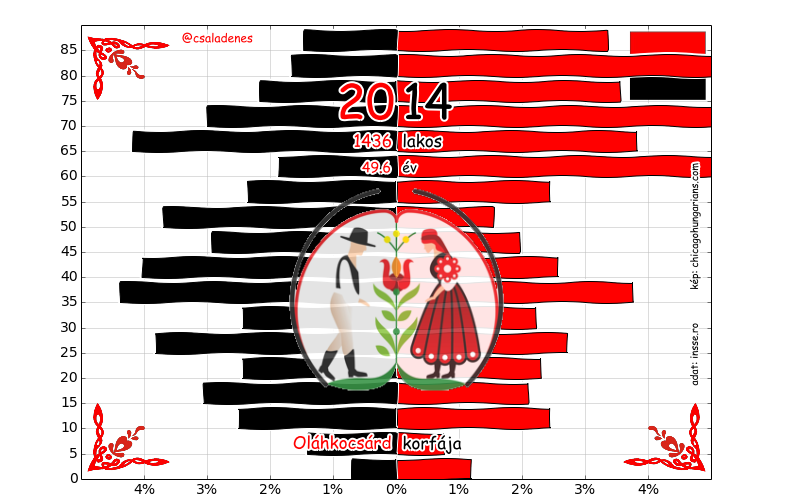 @csaladenes
2014
1436 lakos
49.6 év
kép: chicagohungarians.com
adat: insse.ro
Oláhkocsárd korfája
85
80
75
70
65
60
55
50
45
40
35
30
25
20
15
10
5
0
4% 3% 2% 1% 0% 1% 2% 3% 4%